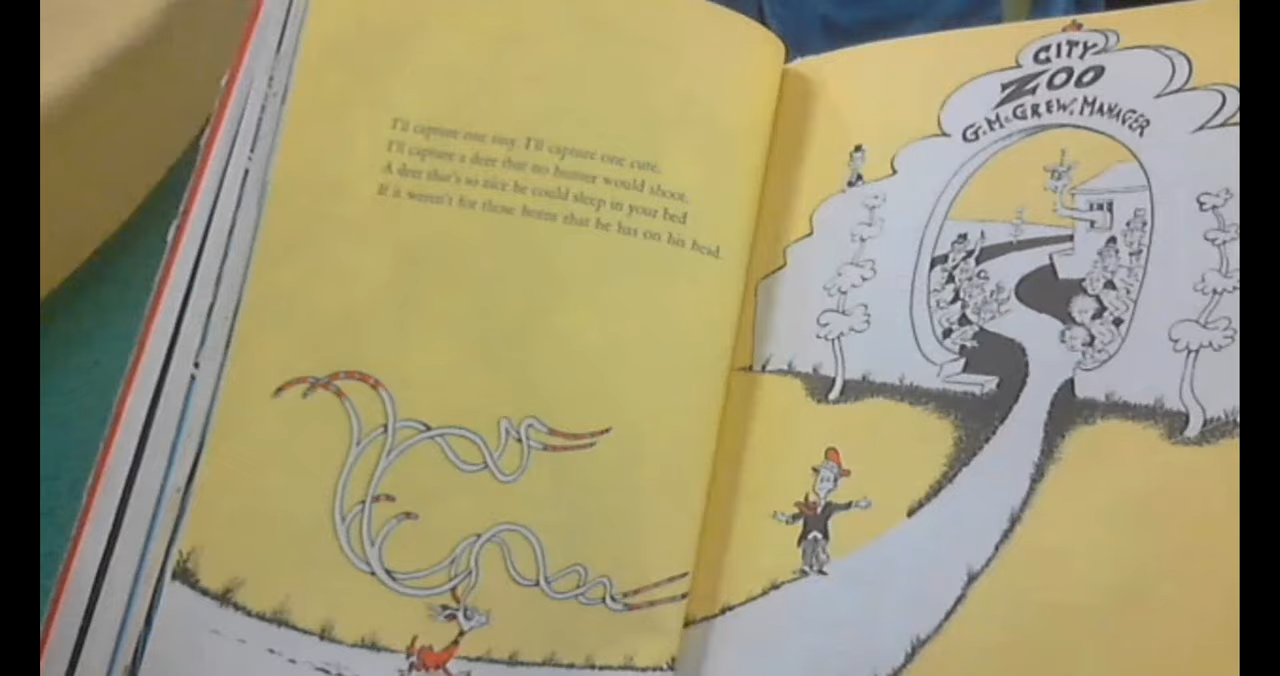 I'll capture one tiny. I'll capture one cute.
I'll capture a deer that no hunter would shoot.
A deer that's so nice he could sleep in your bed
If it weren't for those horns that he has on his head.
CITY
ZOO
G. McGREW, MANAGER